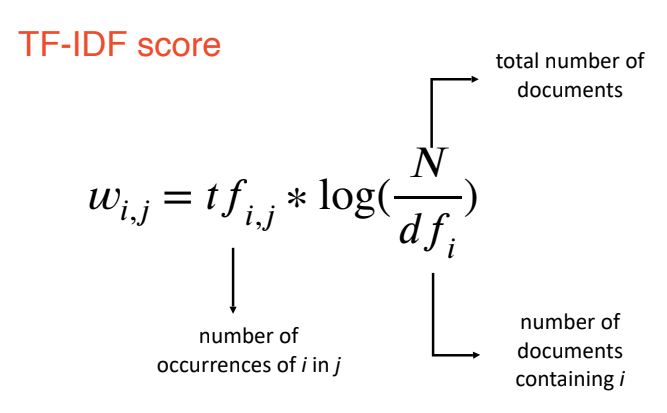 TF-IDF score
total number of
documents
w_{i,j} = tf_{i,j} * log(\frac{N}{df_i})
number of
occurrences of i in j
number of
documents
containing i